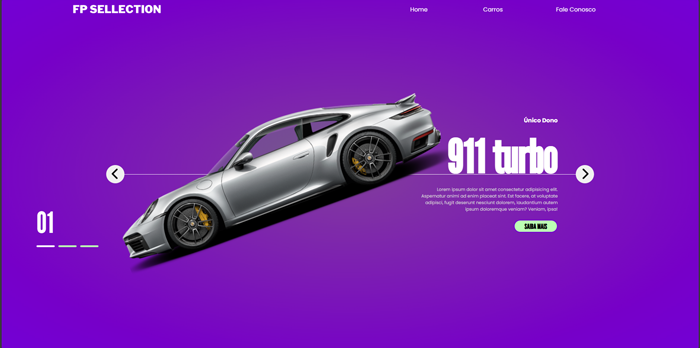 FP SELLECTION
Home
Carros
Fale Conosco
Único Dono
911 turbo
Lorem ipsum dolor sit amet consectetur adipisicing elit.
Aspernatur animi ad maxime placeat sint. Est facere, at voluptate
adipisci, fugit deserunt nesciunt dolorem, laudantium autem
ipsum doloremque veniam? Veniam, ipsa!
SAIBA MAIS
01